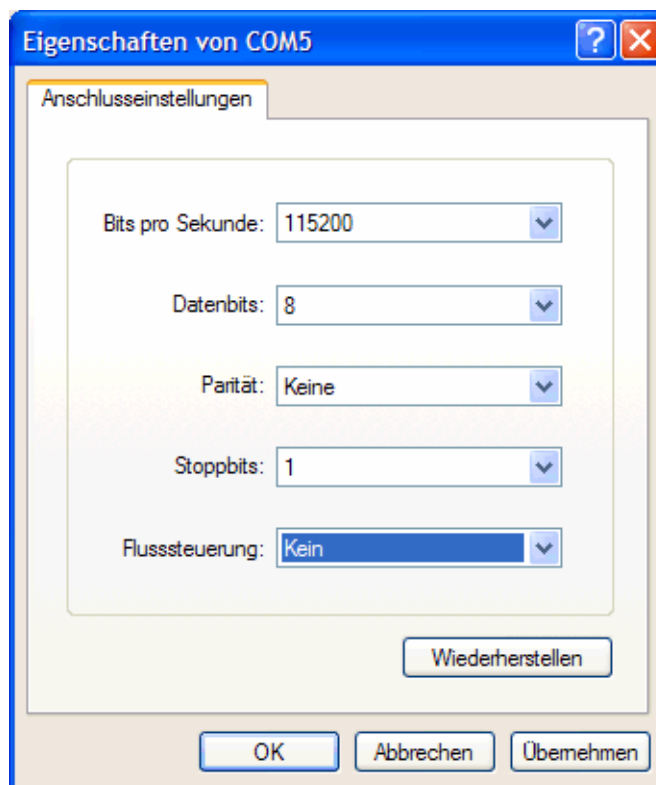 Eigenschaften von COM5
Anschlusseinstellungen
Bits pro Sekunde: 115200
Datenbits: 8
Parität: Keine
Stoppbits: 1
Flusssteuerung: Kein
Wiederherstellen
OK Abbrechen Übernehmen